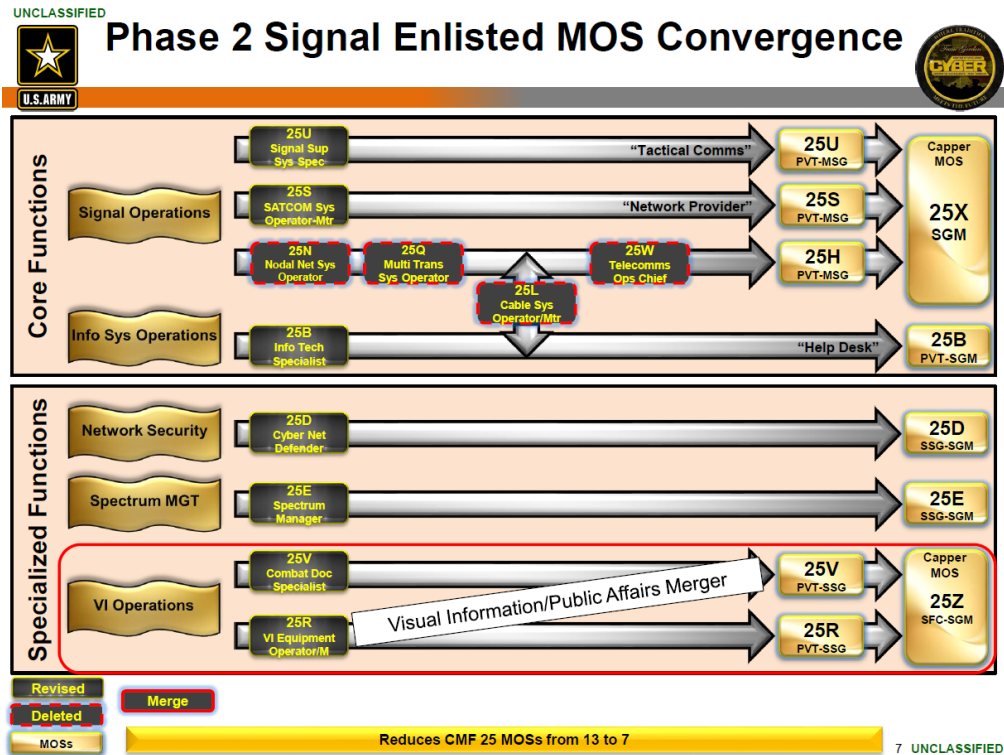 UNCLASSIFIED
Phase 2 Signal Enlisted MOS Convergence
U.S.ARMY
CYBER
Core Functions
Signal Operations
25U
Signal Sup
Sys Spec
"Tactical Comms"
25U
PVT-MSG
Capper
MOS
25X
SGM
25S
SATCOM Sys
Operator-Mtr
"Network Provider"
25S
PVT-MSG
25N
Nodal Net Sys
Operator
25Q
Multi Trans
Sys Operator
25W
Telecomms
Ops Chief
25H
PVT-MSG
25L
Cable Sys
Operator/Mtr
Info Sys Operations
25B
Info Tech
Specialist
"Help Desk"
25B
PVT-SGM
Specialized Functions
Network Security
25D
Cyber Net
Defender
25D
SSG-SGM
Spectrum MGT
25E
Spectrum
Manager
25E
SSG-SGM
VI Operations
25V
Combat Doc
Specialist
Visual Information/Public Affairs Merger
25V
PVT-SSG
Capper
MOS
25Z
SFC-SGM
25R
VI Equipment
Operator/M
25R
PVT-SSG
Revised
Deleted
MOSs
Merge
Reduces CMF 25 MOSs from 13 to 7
7 UNCLASSIFIED